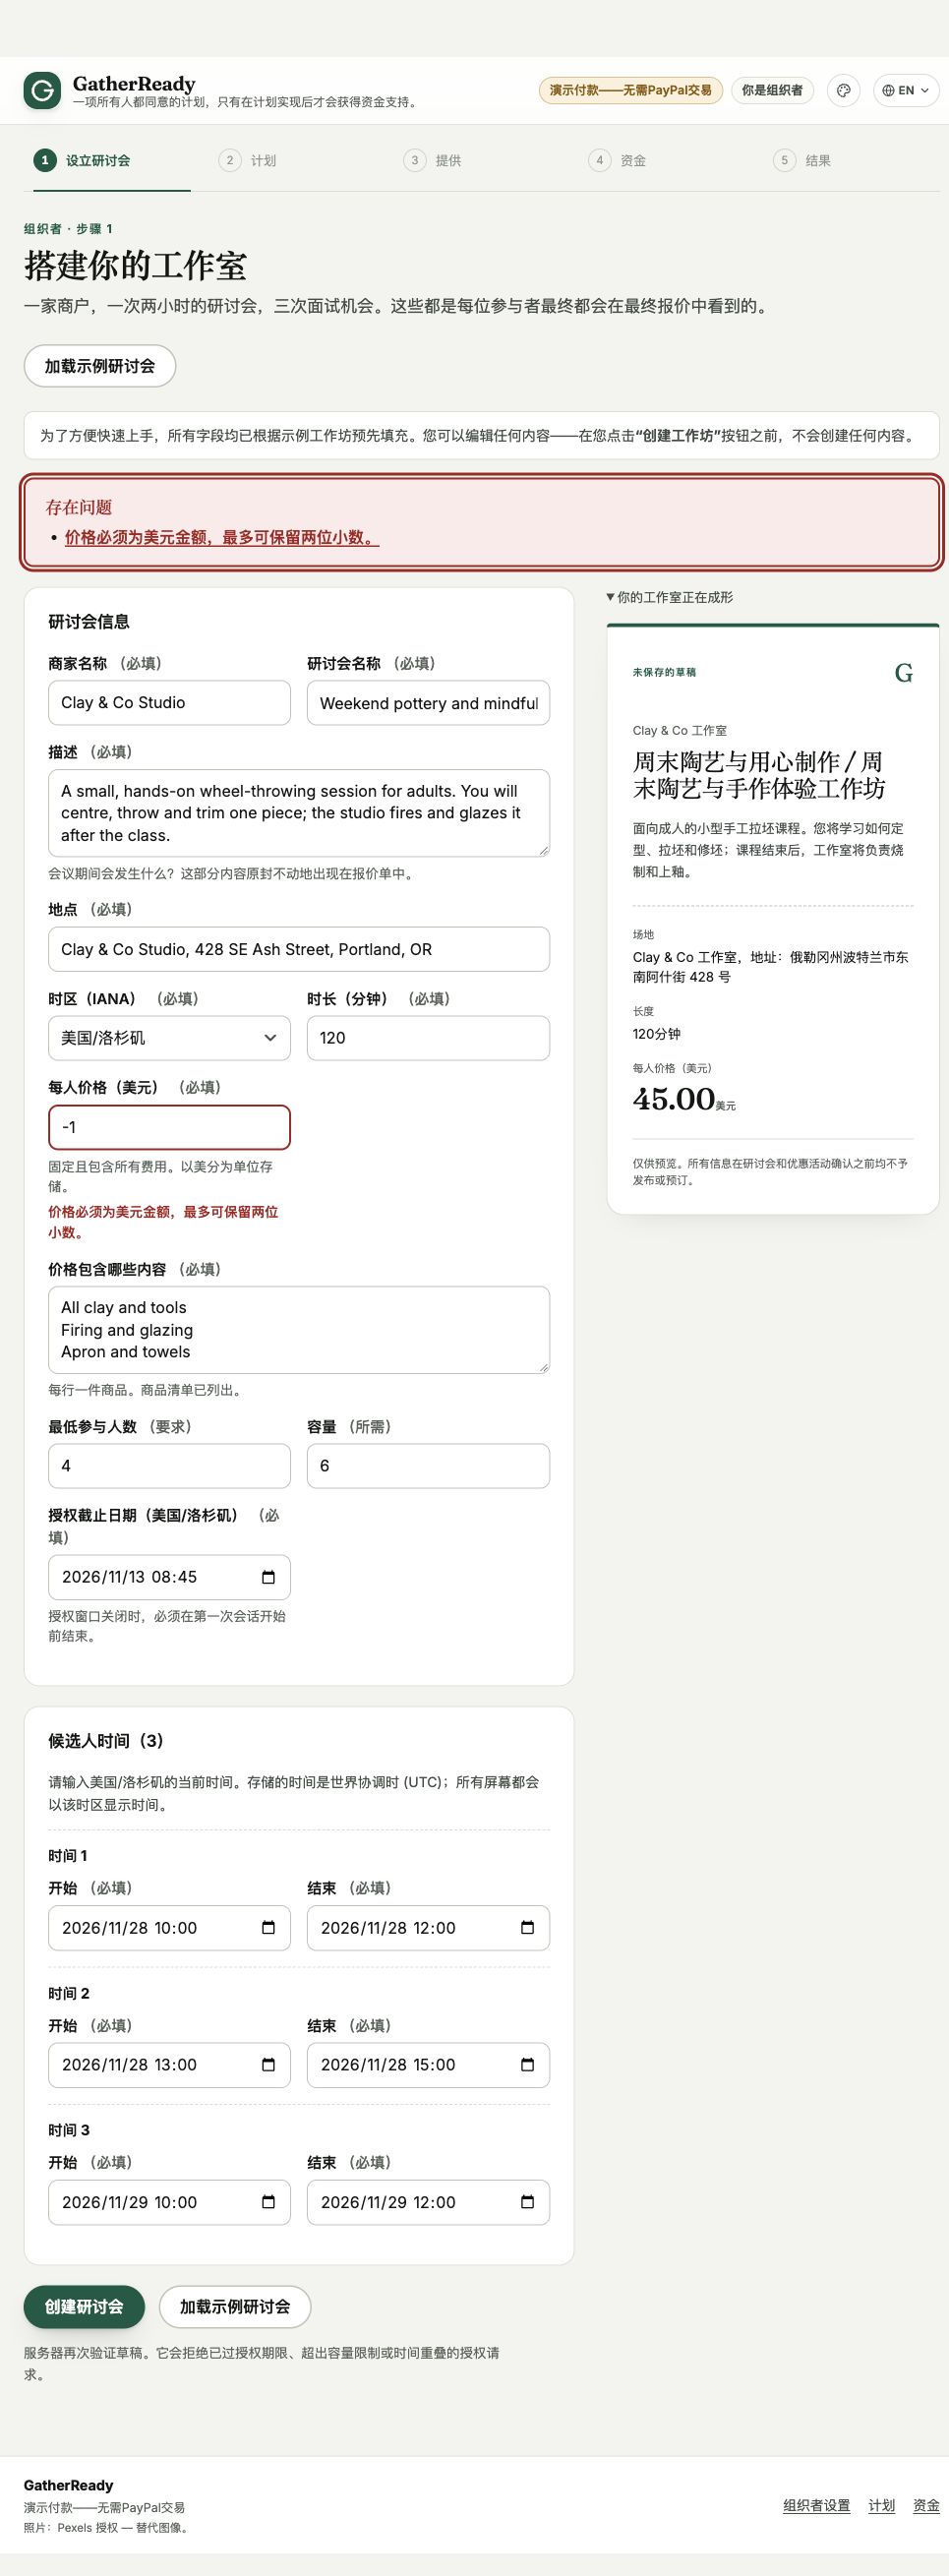 GatherReady
一项所有人都同意的计划，只有在计划实现后才会获得资金支持。
演示付款——无需PayPal交易
你是组织者
EN
1 设立研讨会
2 计划
3 提供
4 资金
5 结果
组织者 · 步骤 1
搭建你的工作室
一家商户，一次两小时的研讨会，三次面试机会。这些都是每位参与者最终都会在最终报价中看到的。
加载示例研讨会
为了方便快速上手，所有字段均已根据示例工作坊预先填充。您可以编辑任何内容——在您点击“创建工作坊”按钮之前，不会创建任何内容。
存在问题
• 价格必须为美元金额，最多可保留两位小数。
研讨会信息
商家名称 （必填）
研讨会名称 （必填）
Clay & Co Studio
Weekend pottery and mindful
描述 （必填）
A small, hands-on wheel-throwing session for adults. You will
centre, throw and trim one piece; the studio fires and glazes it
after the class.
会议期间会发生什么？这部分内容原封不动地出现在报价单中。
地点 （必填）
Clay & Co Studio, 428 SE Ash Street, Portland, OR
时区（IANA） （必填）
时长（分钟） （必填）
美国/洛杉矶
120
每人价格（美元） （必填）
-1
固定且包含所有费用。以美分为单位存
储。
价格必须为美元金额，最多可保留两位
小数。
价格包含哪些内容 （必填）
All clay and tools
Firing and glazing
Apron and towels
每行一件商品。商品清单已列出。
最低参与人数 （要求）
容量 （所需）
4
6
授权截止日期（美国/洛杉矶） （必
填）
2026/11/13 08:45
授权窗口关闭时，必须在第一次会话开始
前结束。
▼你的工作室正在成形
未保存的草稿
G
Clay & Co 工作室
周末陶艺与用心制作 / 周
末陶艺与手作体验工作坊
面向成人的小型手工拉坯课程。您将学习如何定
型、拉坯和修坯；课程结束后，工作室将负责烧
制和上釉。
场地
Clay & Co 工作室，地址：俄勒冈州波特兰市东
南阿什街 428 号
长度
120分钟
每人价格（美元）
45.00美元
仅供预览。所有信息在研讨会和优惠活动确认之前均不予
发布或预订。
候选人时间（3）
请输入美国/洛杉矶的当前时间。存储的时间是世界协调时 (UTC)；所有屏幕都会
以该时区显示时间。
时间 1
开始 （必填）
结束 （必填）
2026/11/28 10:00
2026/11/28 12:00
时间 2
开始 （必填）
结束 （必填）
2026/11/28 13:00
2026/11/28 15:00
时间 3
开始 （必填）
结束 （必填）
2026/11/29 10:00
2026/11/29 12:00
创建研讨会
加载示例研讨会
服务器再次验证草稿。它会拒绝已过授权期限、超出容量限制或时间重叠的授权请
求。
GatherReady
演示付款——无需PayPal交易
照片：Pexels 授权 — 替代图像。
组织者设置
计划
资金